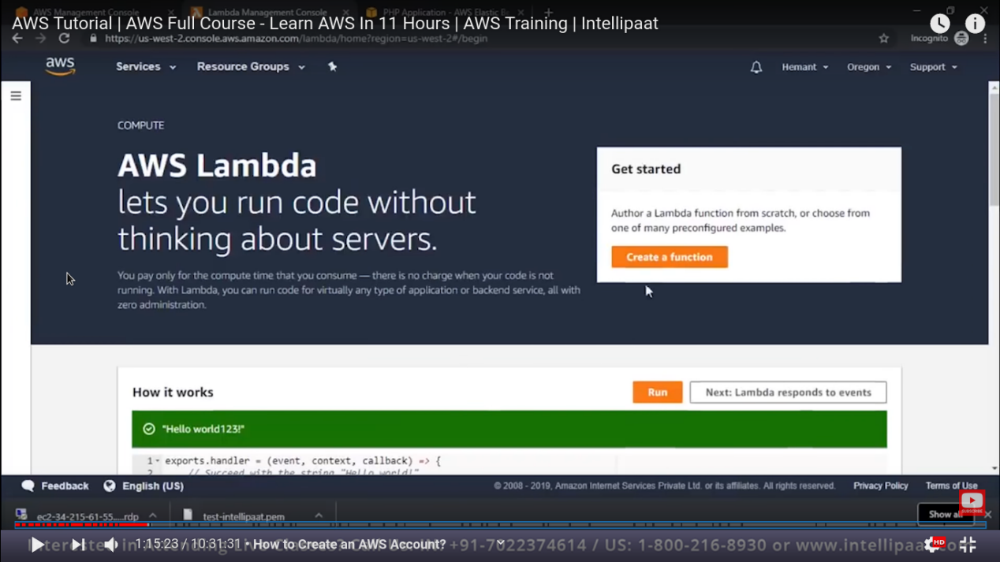 AWS Management Console
Lambda Management Console
PHP Application - AWS Elastic B
AWS Tutorial | AWS Full Course - Learn AWS In 11 Hours | AWS Training | Intellipaat
https://us-west-2.console.aws.amazon.com/lambda/home?region=us-west-2#/begin
Incognito
aws
Services
Resource Groups
Hemant
Oregon
Support
COMPUTE
AWS Lambda
lets you run code without
thinking about servers.
You pay only for the compute time that you consume — there is no charge when your code is not
running. With Lambda, you can run code for virtually any type of application or backend service, all with
zero administration.
Get started
Author a Lambda function from scratch, or choose from
one of many preconfigured examples.
Create a function
How it works
Run
Next: Lambda responds to events
"Hello world123!"
1 exports.handler = (event, context, callback) => {
2 // Succeed with the string "Hello world!"
Feedback
English (US)
© 2008 - 2019, Amazon Internet Services Private Ltd. or its affiliates. All rights reserved.
Privacy Policy
Terms of Use
SUBSCRIBE
ec2-34-215-61-55....rdp
test-intellipaat.pem
Show all
1:15:23 / 10:31:31 • How to Create an AWS Account?
HD
+91-7022374614 / US: 1-800-216-8930 or www.intellipaat.com